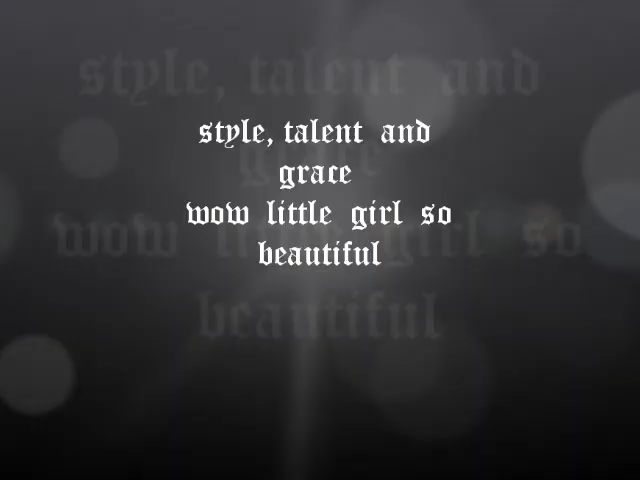 style, talent and
grace
wow little girl so
beautiful